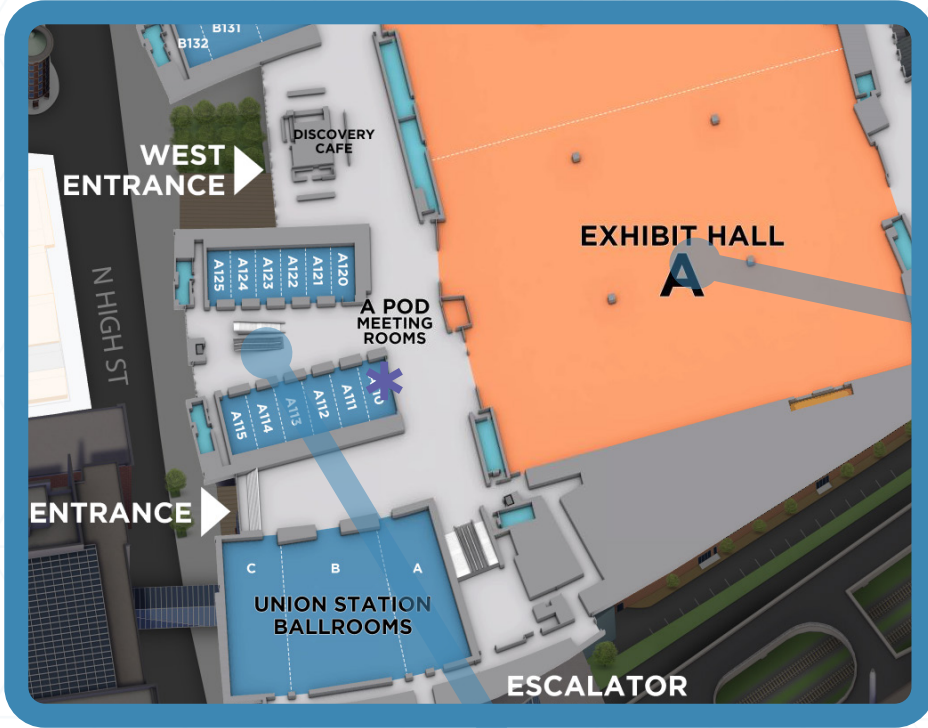 B131
B132
DISCOVERY
CAFE
WEST
ENTRANCE
EXHIBIT HALL
A
A125
A124
A123
A122
A121
A120
N HIGH ST
A POD
MEETING
ROOMS
A115
A114
A113
A112
A111
ENTRANCE
C
B
A
UNION STATION
BALLROOMS
ESCALATOR